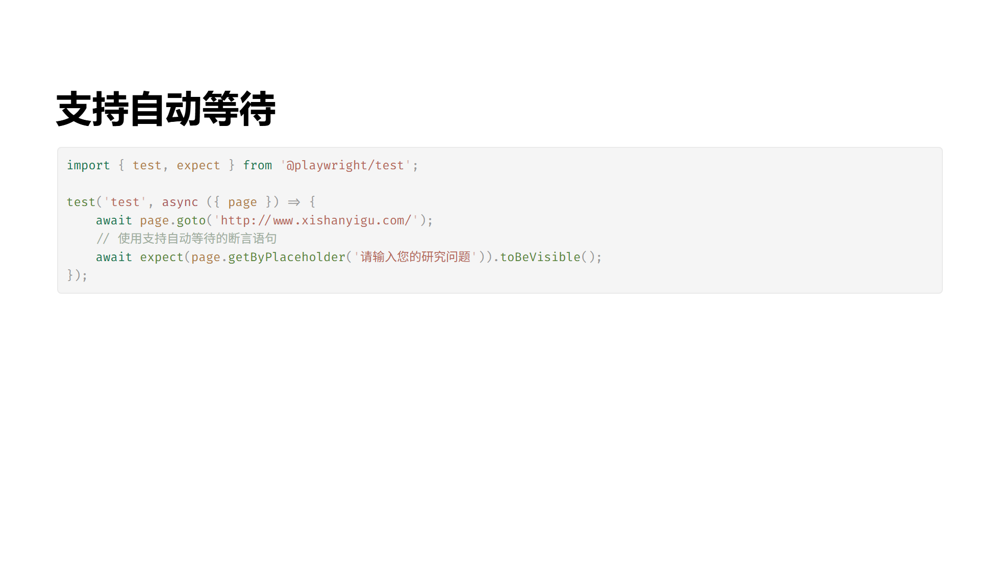 支持自动等待
import { test, expect } from '@playwright/test';
test('test', async ({ page }) => {
    await page.goto('http://www.xishanyigu.com/');
    // 使用支持自动等待的断言语句
    await expect(page.getByPlaceholder('请输入您的研究问题')).toBeVisible();
});